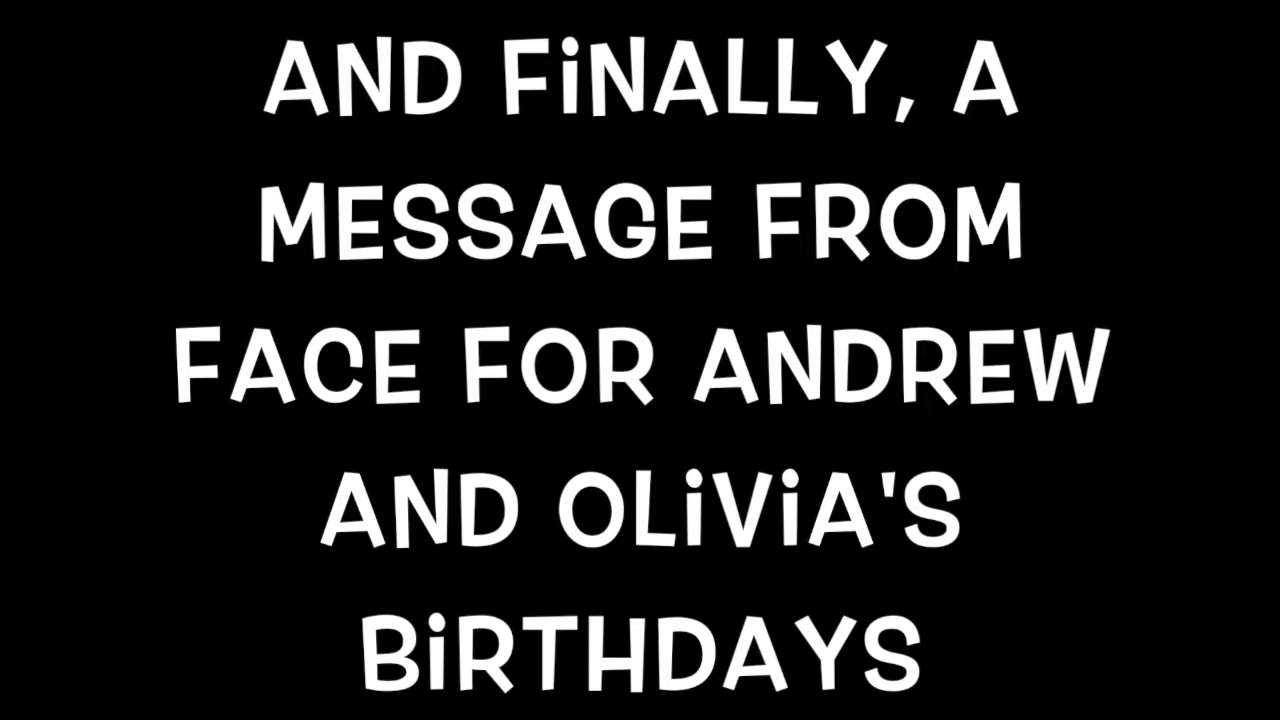 AND FiNALLY, A
MESSAGE FROM
FACE FOR ANDREW
AND OLiViA'S
BiRTHDAYS